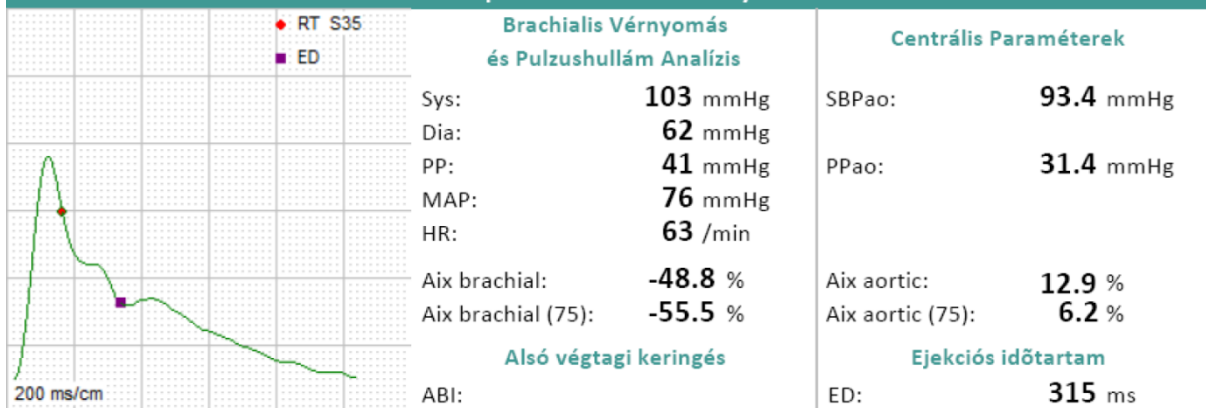 RT S35
ED
200 ms/cm
Brachialis Vérnyomás
és Pulzushullám Analízis
Sys: 103 mmHg
Dia: 62 mmHg
PP: 41 mmHg
MAP: 76 mmHg
HR: 63 /min
Aix brachial: -48.8 %
Aix brachial (75): -55.5 %
Alsó végtagi keringés
ABI:
Centrális Paraméterek
SBPao: 93.4 mmHg
PPao: 31.4 mmHg
Aix aortic: 12.9 %
Aix aortic (75): 6.2 %
Ejekciós idõtartam
ED: 315 ms